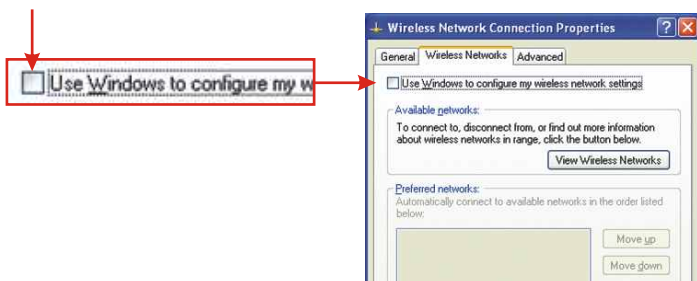 Use Windows to configure my w
Wireless Network Connection Properties
General Wireless Networks Advanced
Use Windows to configure my wireless network settings
Available networks:
To connect to, disconnect from, or find out more information
about wireless networks in range, click the button below.
View Wireless Networks
Preferred networks:
Automatically connect to available networks in the order listed
below:
Move up
Move down